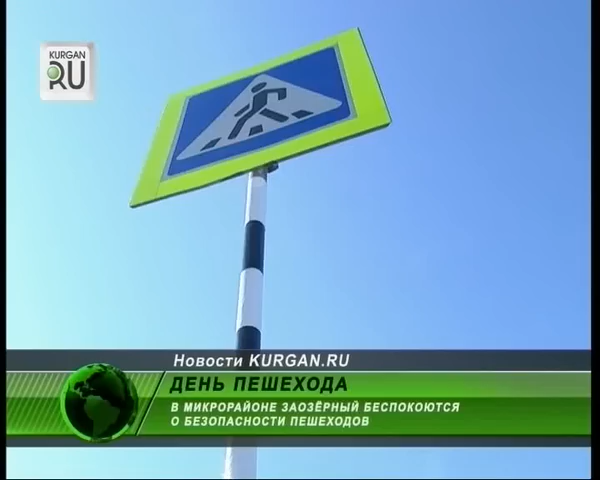 KURGAN
RU
Новости KURGAN.RU
ДЕНЬ ПЕШЕХОДА
В МИКРОРАЙОНЕ ЗАОЗЁРНЫЙ БЕСПОКОЮТСЯ
О БЕЗОПАСНОСТИ ПЕШЕХОДОВ